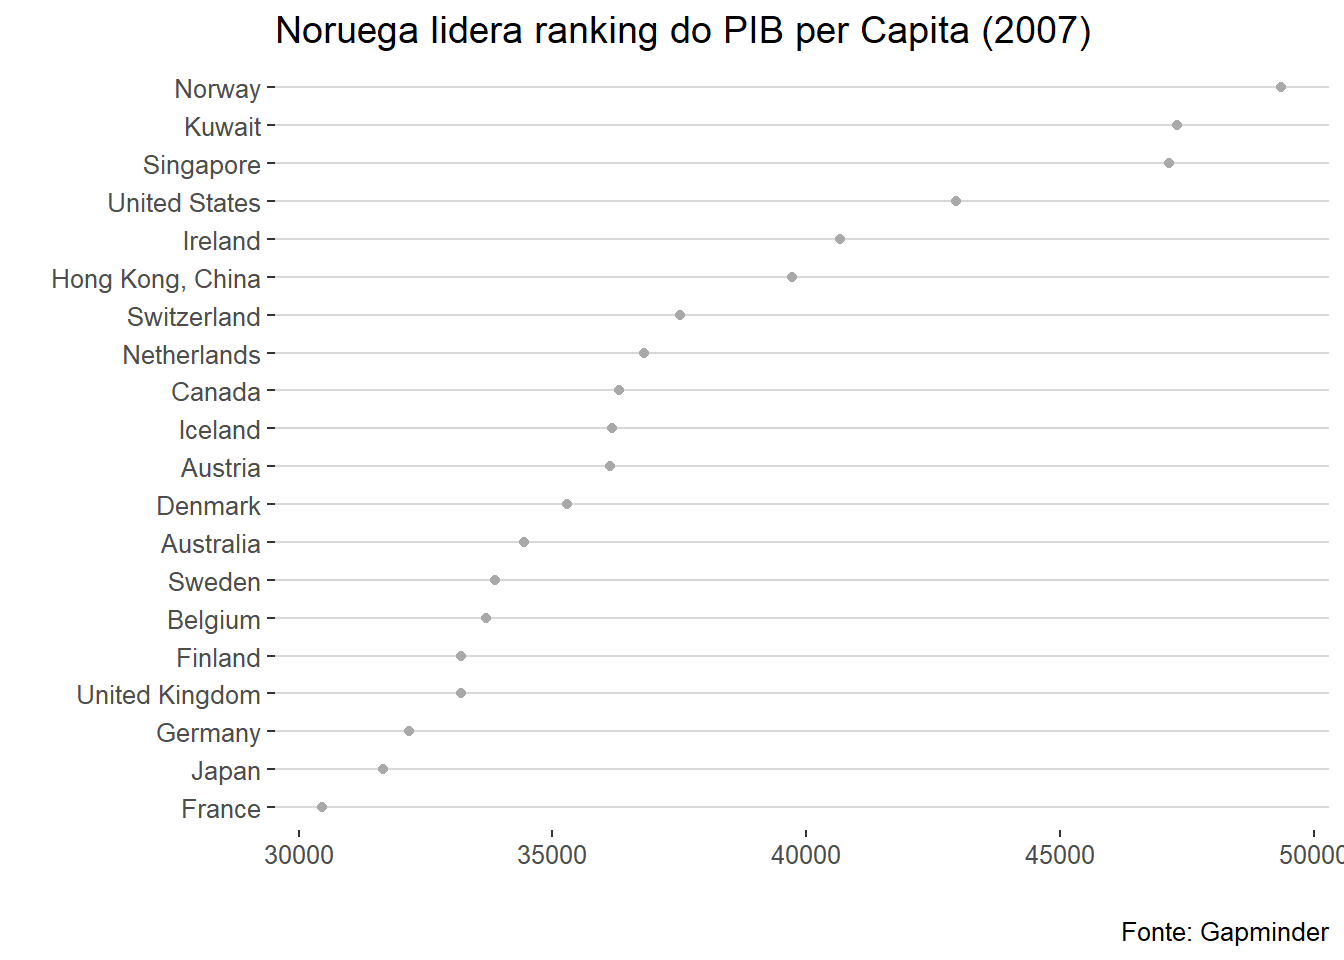 Noruega lidera ranking do PIB per Capita (2007)
Norway
Kuwait
Singapore
United States
Ireland
Hong Kong, China
Switzerland
Netherlands
Canada
Iceland
Austria
Denmark
Australia
Sweden
Belgium
Finland
United Kingdom
Germany
Japan
France
30000 35000 40000 45000 50000
Fonte: Gapminder